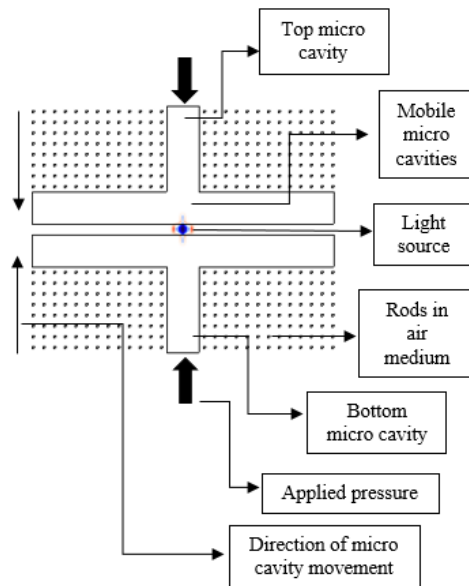 Top micro
cavity
Mobile
micro
cavities
Light
source
Rods in
air
medium
Bottom
micro cavity
Applied pressure
Direction of micro
cavity movement